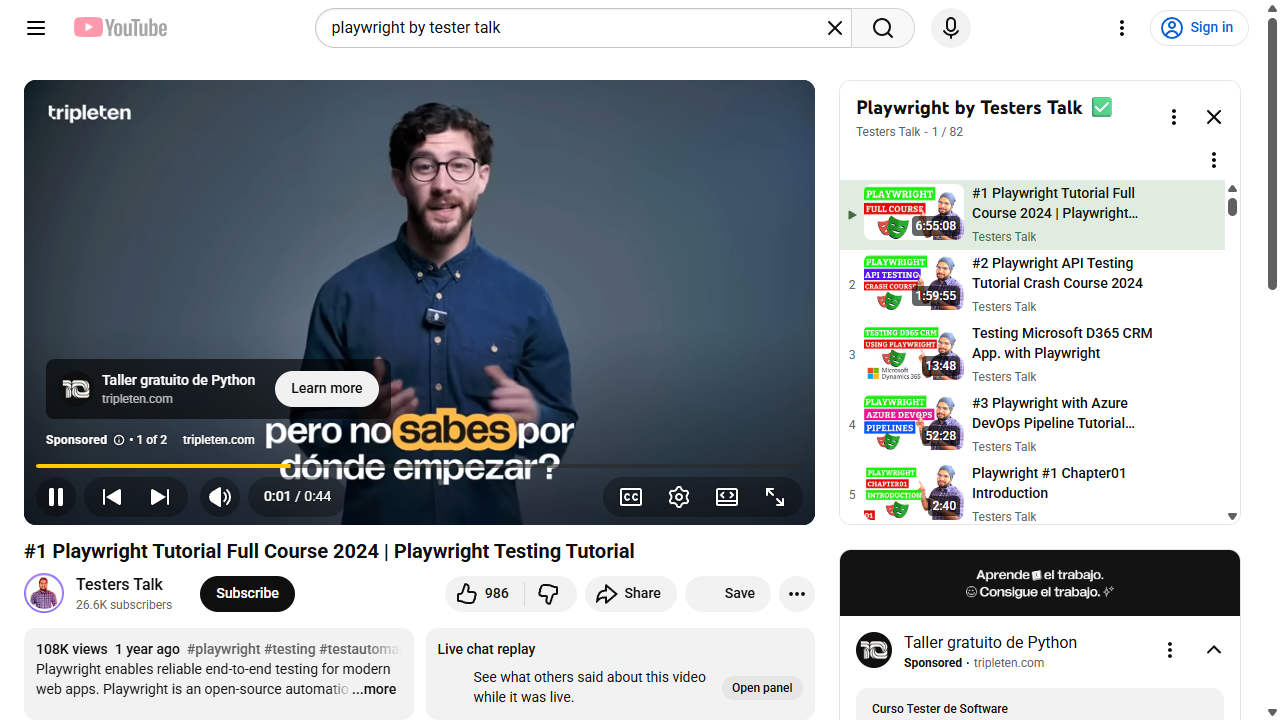 YouTube
playwright by tester talk
Sign in
tripleten
Taller gratuito de Python
tripleten.com
Learn more
pero no sabes por
dónde empezar?
Sponsored • 1 of 2 tripleten.com
0:01 / 0:44
Playwright by Testers Talk ✅
Testers Talk - 1 / 82
PLAYWRIGHT
FULL COURSE
6:55:08
#1 Playwright Tutorial Full
Course 2024 | Playwright…
Testers Talk
2
PLAYWRIGHT
API TESTING
CRASH COURSE
1:59:55
#2 Playwright API Testing
Tutorial Crash Course 2024
Testers Talk
3
TESTING D365 CRM
USING PLAYWRIGHT
Microsoft
Dynamics 365
13:48
Testing Microsoft D365 CRM
App. with Playwright
Testers Talk
4
PLAYWRIGHT
AZURE DEVOPS
PIPELINES
52:28
#3 Playwright with Azure
DevOps Pipeline Tutorial…
Testers Talk
5
PLAYWRIGHT
CHAPTER01
INTRODUCTION
01
2:40
Playwright #1 Chapter01
Introduction
Testers Talk
#1 Playwright Tutorial Full Course 2024 | Playwright Testing Tutorial
Testers Talk
26.6K subscribers
Subscribe
986
Share
Save
108K views 1 year ago #playwright #testing #testautoma
Playwright enables reliable end-to-end testing for modern
web apps. Playwright is an open-source automatio ...more
Live chat replay
See what others said about this video
while it was live.
Open panel
Aprende el trabajo.
Consigue el trabajo.
Taller gratuito de Python
Sponsored · tripleten.com
Curso Tester de Software